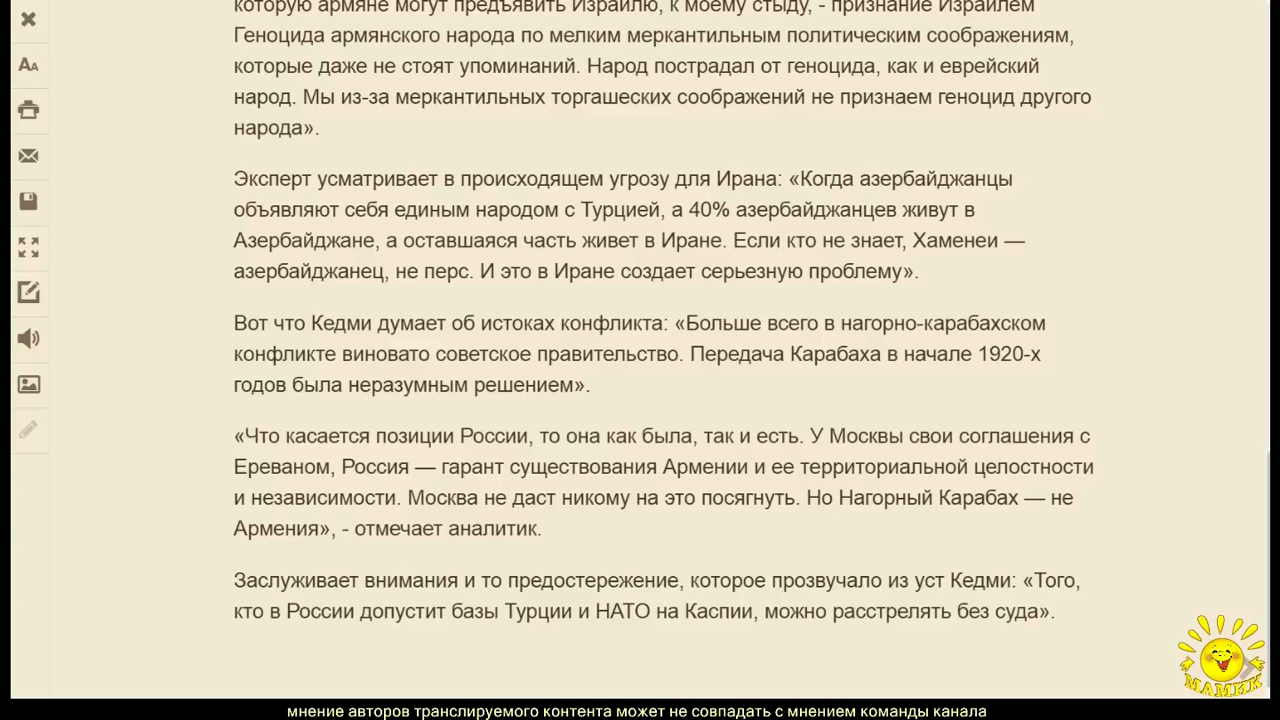 которую армяне могут предъявить Израилю, к моему стыду, - признание Израилем
Геноцида армянского народа по мелким меркантильным политическим соображениям,
которые даже не стоят упоминаний. Народ пострадал от геноцида, как и еврейский
народ. Мы из-за меркантильных торгашеских соображений не признаем геноцид другого
народа».
Эксперт усматривает в происходящем угрозу для Ирана: «Когда азербайджанцы
объявляют себя единым народом с Турцией, а 40% азербайджанцев живут в
Азербайджане, а оставшаяся часть живет в Иране. Если кто не знает, Хаменеи —
азербайджанец, не перс. И это в Иране создает серьезную проблему».
Вот что Кедми думает об истоках конфликта: «Больше всего в нагорно-карабахском
конфликте виновато советское правительство. Передача Карабаха в начале 1920-х
годов была неразумным решением».
«Что касается позиции России, то она как была, так и есть. У Москвы свои соглашения с
Ереваном, Россия — гарант существования Армении и ее территориальной целостности
и независимости. Москва не даст никому на это посягнуть. Но Нагорный Карабах — не
Армения», - отмечает аналитик.
Заслуживает внимания и то предостережение, которое прозвучало из уст Кедми: «Того,
кто в России допустит базы Турции и НАТО на Каспии, можно расстрелять без суда».
МАМИК
мнение авторов транслируемого контента может не совпадать с мнением команды канала